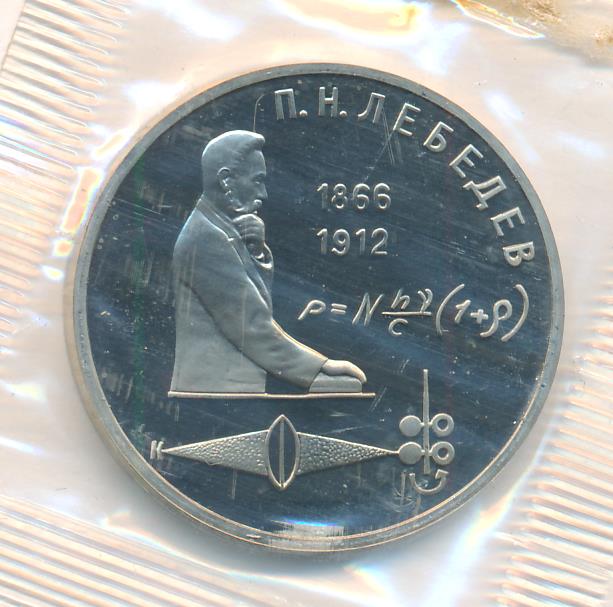 П.Н.ЛЕБЕДЕВ
1866
1912
P=N hν/c (1+ρ)
K